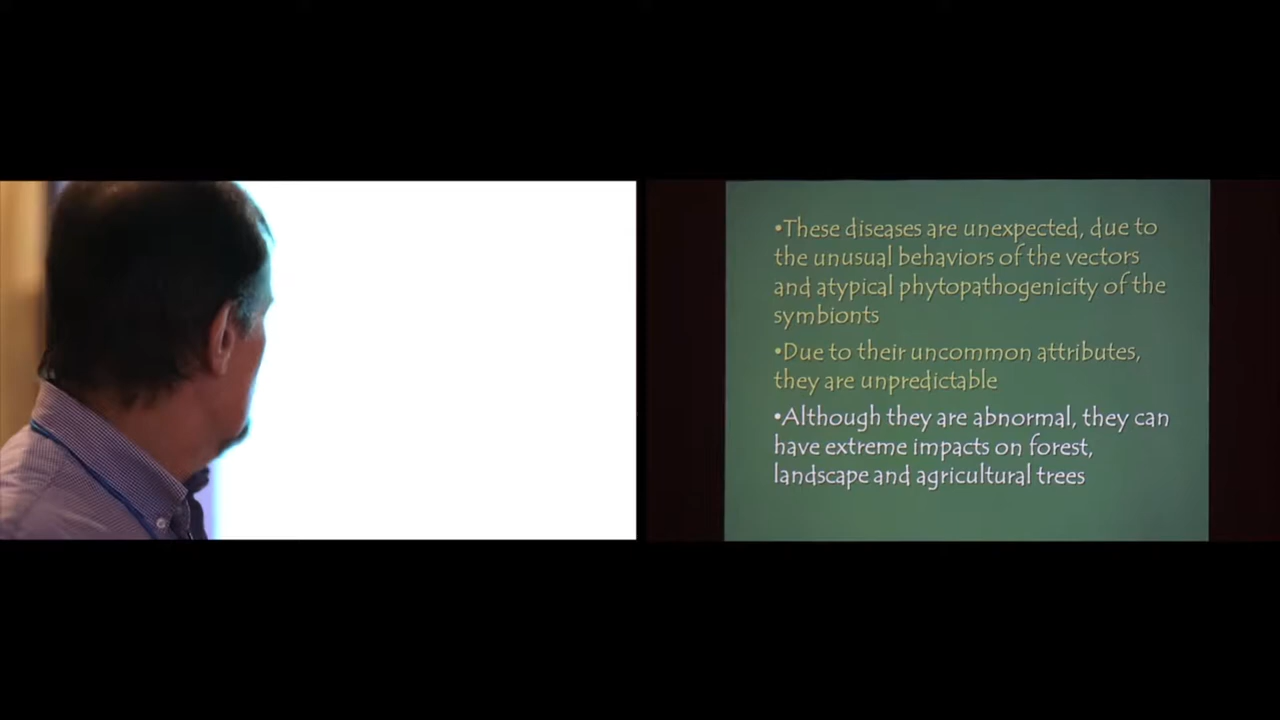 •These diseases are unexpected, due to
the unusual behaviors of the vectors
and atypical phytopathogenicity of the
symbionts
•Due to their uncommon attributes,
they are unpredictable
•Although they are abnormal, they can
have extreme impacts on forest,
landscape and agricultural trees